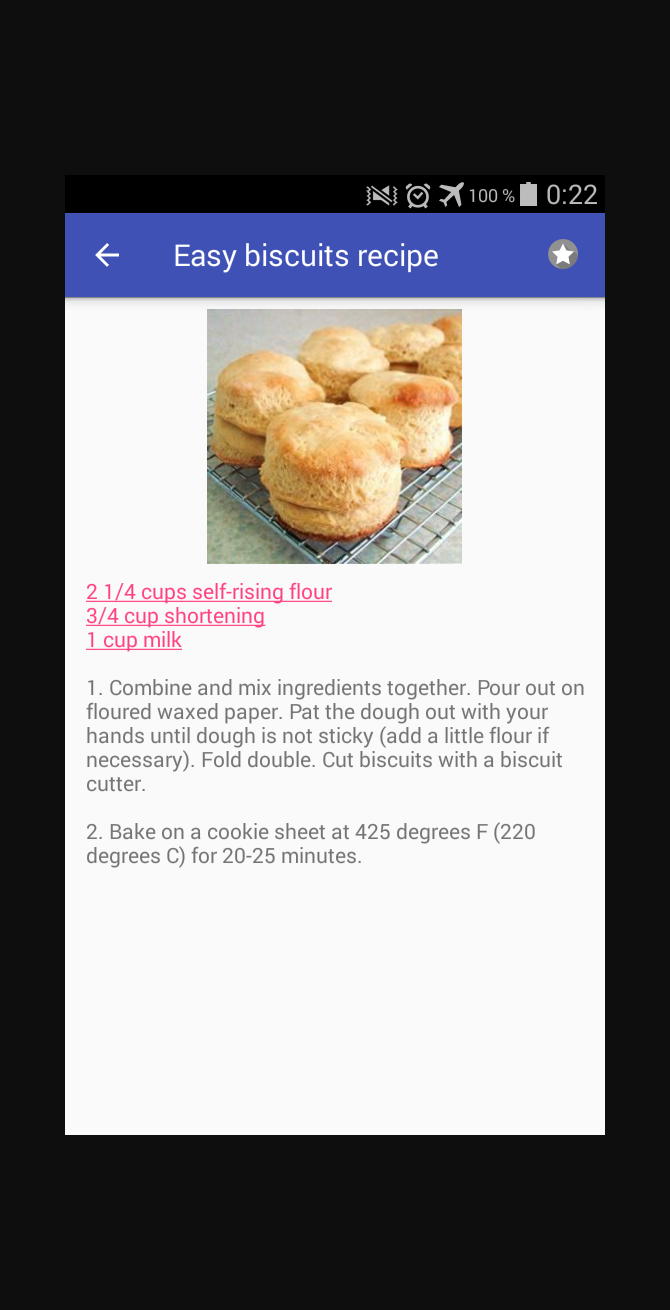 100 % 0:22
Easy biscuits recipe
2 1/4 cups self-rising flour
3/4 cup shortening
1 cup milk
1. Combine and mix ingredients together. Pour out on
floured waxed paper. Pat the dough out with your
hands until dough is not sticky (add a little flour if
necessary). Fold double. Cut biscuits with a biscuit
cutter.
2. Bake on a cookie sheet at 425 degrees F (220
degrees C) for 20-25 minutes.